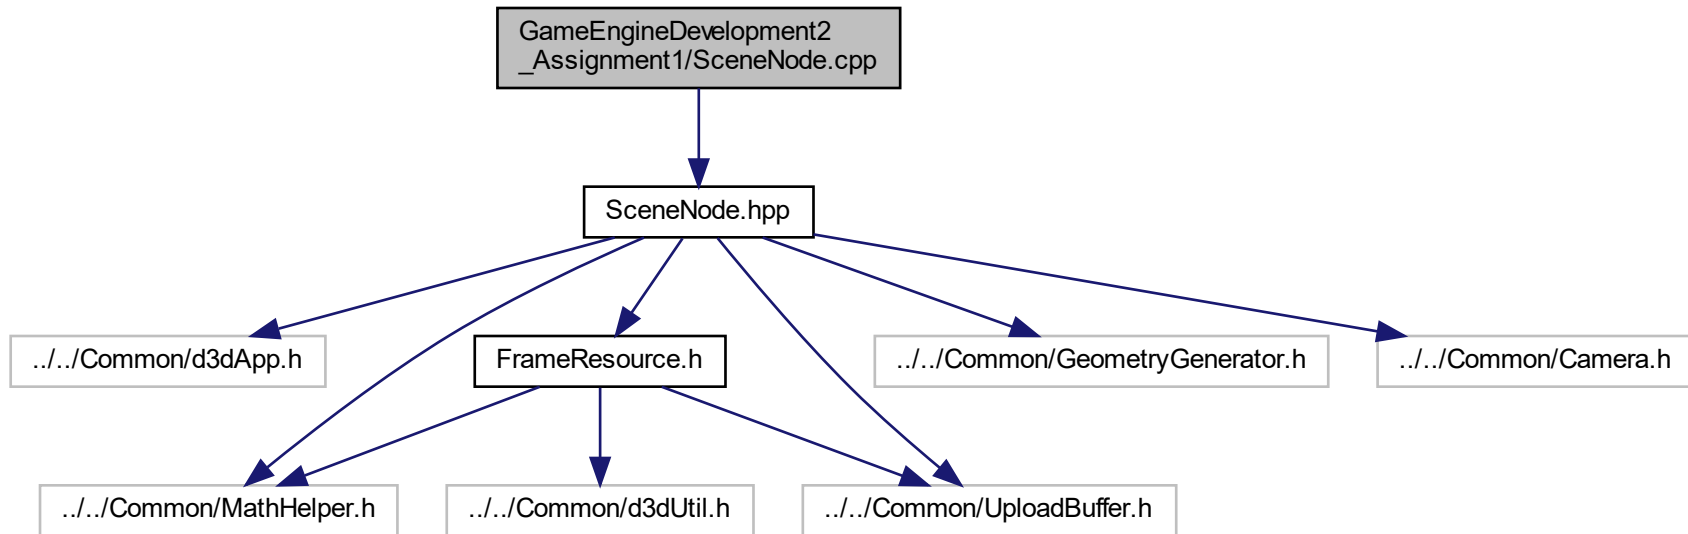 GameEngineDevelopment2
_Assignment1/SceneNode.cpp
SceneNode.hpp
../../Common/d3dApp.h
FrameResource.h
../../Common/GeometryGenerator.h
../../Common/Camera.h
../../Common/MathHelper.h
../../Common/d3dUtil.h
../../Common/UploadBuffer.h